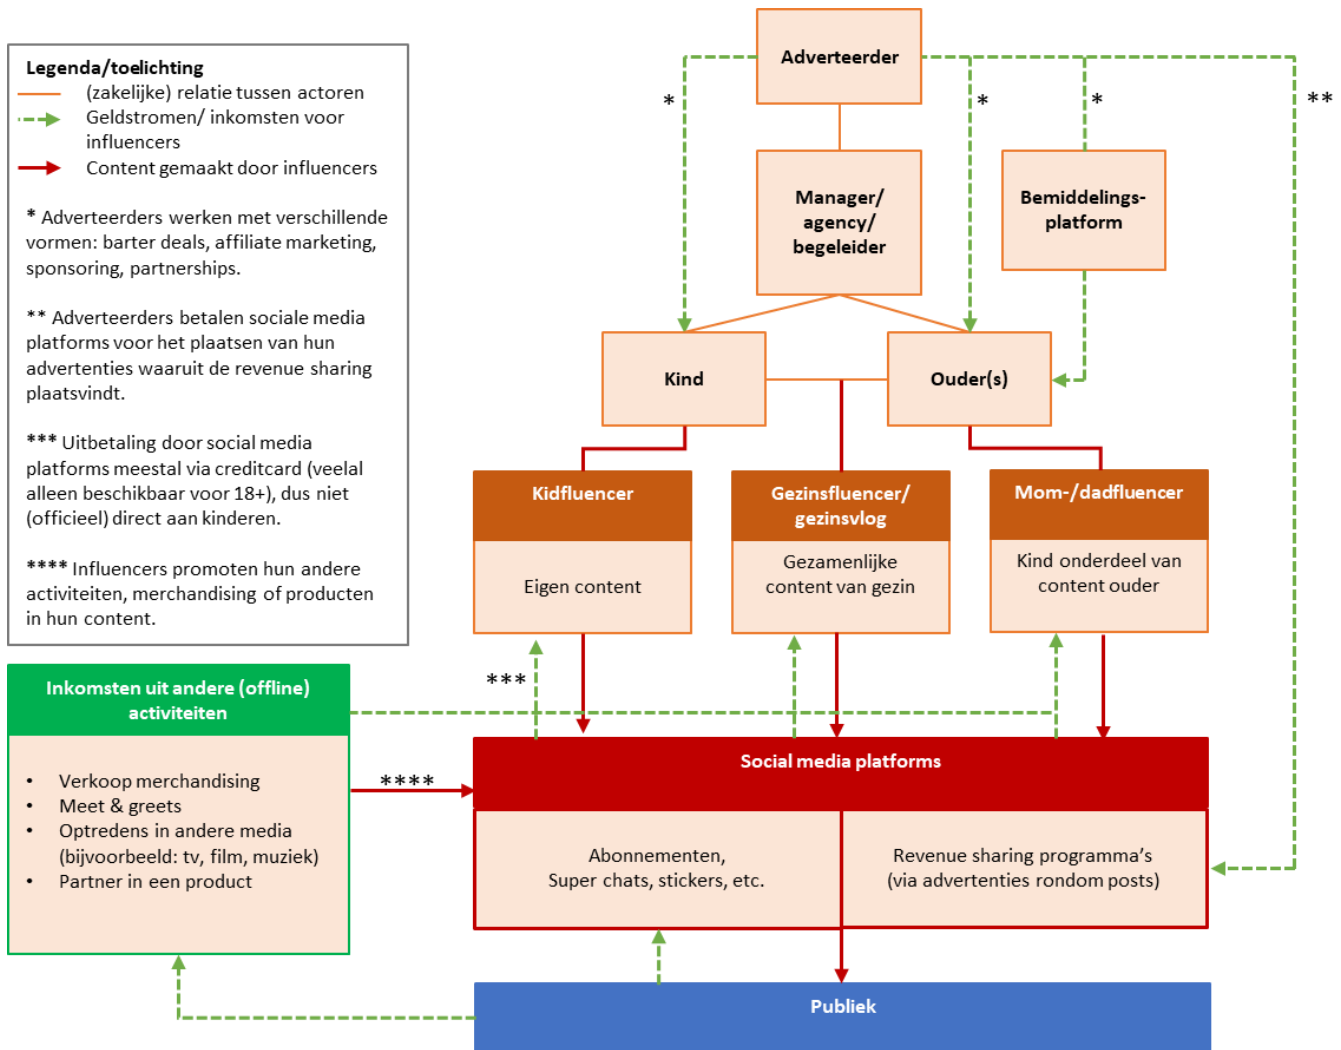 Legenda/toelichting
(zakelijke) relatie tussen actoren
Geldstromen/ inkomsten voor
influencers
Content gemaakt door influencers
* Adverteerders werken met verschillende
vormen: barter deals, affiliate marketing,
sponsoring, partnerships.
** Adverteerders betalen sociale media
platforms voor het plaatsen van hun
advertenties waaruit de revenue sharing
plaatsvindt.
*** Uitbetaling door social media
platforms meestal via creditcard (veelal
alleen beschikbaar voor 18+), dus niet
(officieel) direct aan kinderen.
**** Influencers promoten hun andere
activiteiten, merchandising of producten
in hun content.
Adverteerder
*
*
*
**
Manager/
agency/
begeleider
Bemiddelings-
platform
Kind
Ouder(s)
Kidfluencer
Eigen content
Gezinsfluencer/
gezinsvlog
Gezamenlijke
content van gezin
Mom-/dadfluencer
Kind onderdeel van
content ouder
***
Inkomsten uit andere (offline)
activiteiten
• Verkoop merchandising
• Meet & greets
• Optredens in andere media
(bijvoorbeeld: tv, film, muziek)
• Partner in een product
****
Social media platforms
Abonnementen,
Super chats, stickers, etc.
Revenue sharing programma's
(via advertenties rondom posts)
Publiek